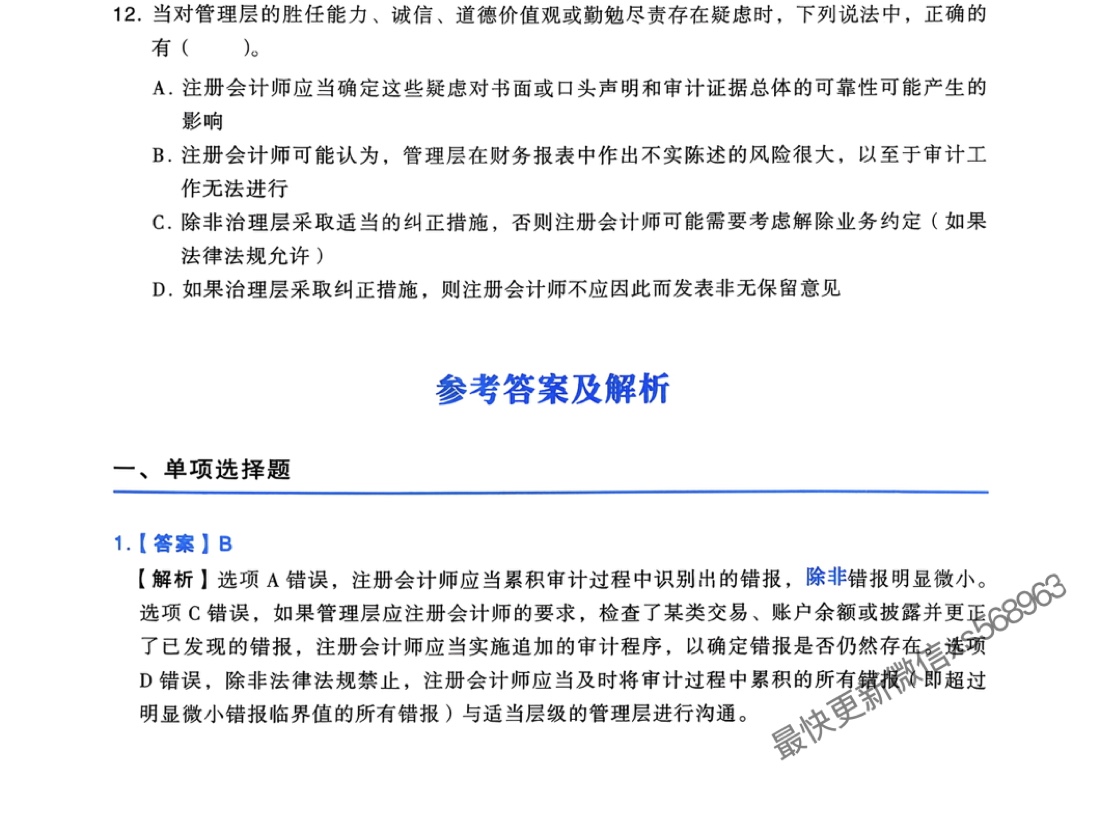 12. 当对管理层的胜任能力、诚信、道德价值观或勤勉尽责存在疑虑时，下列说法中，正确的
有（　　）。
A. 注册会计师应当确定这些疑虑对书面或口头声明和审计证据总体的可靠性可能产生的
影响
B. 注册会计师可能认为，管理层在财务报表中作出不实陈述的风险很大，以至于审计工
作无法进行
C. 除非治理层采取适当的纠正措施，否则注册会计师可能需要考虑解除业务约定（如果
法律法规允许）
D. 如果治理层采取纠正措施，则注册会计师不应因此而发表非无保留意见
参考答案及解析
一、单项选择题
1.【答案】B
【解析】选项 A 错误，注册会计师应当累积审计过程中识别出的错报，除非错报明显微小。
选项 C 错误，如果管理层应注册会计师的要求，检查了某类交易、账户余额或披露并更正
了已发现的错报，注册会计师应当实施追加的审计程序，以确定错报是否仍然存在。选项
D 错误，除非法律法规禁止，注册会计师应当及时将审计过程中累积的所有错报（即超过
明显微小错报临界值的所有错报）与适当层级的管理层进行沟通。
最快更新微信xs568963